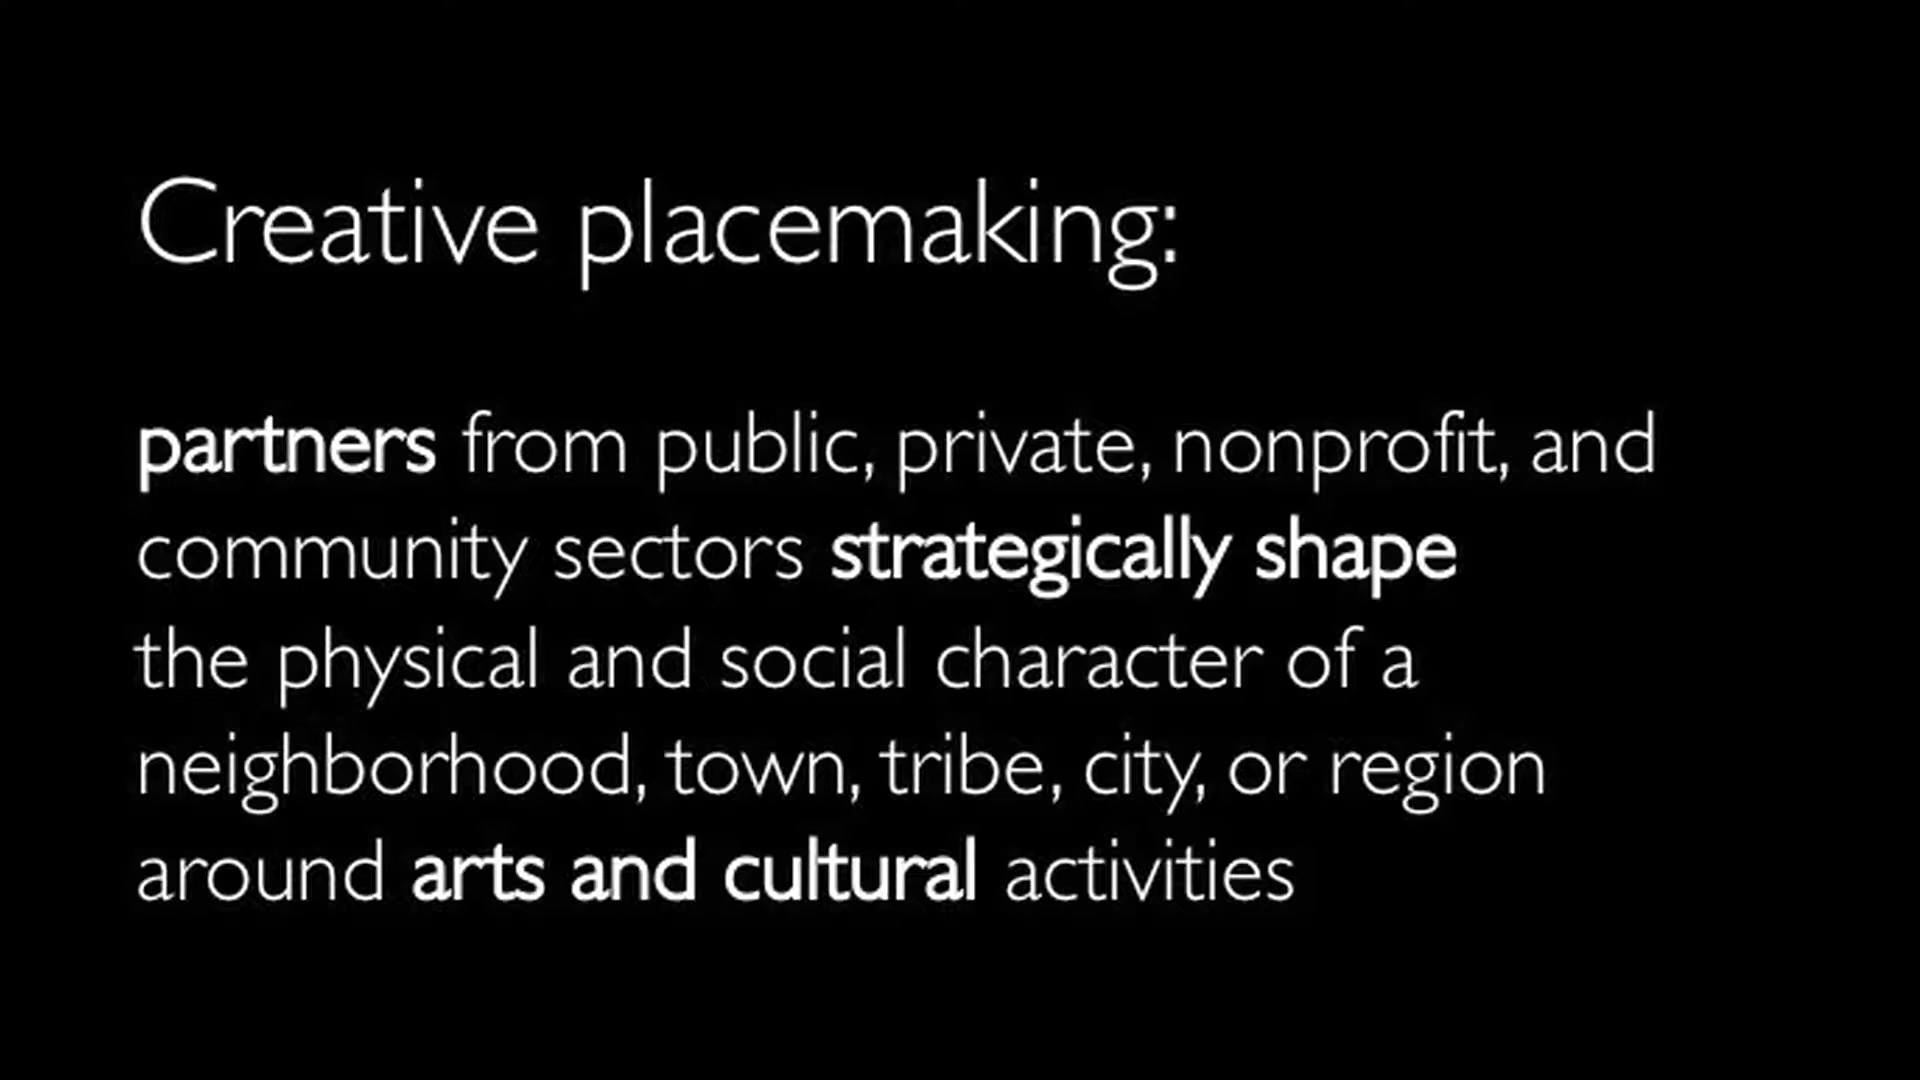 Creative placemaking:
partners from public, private, nonprofit, and
community sectors strategically shape
the physical and social character of a
neighborhood, town, tribe, city, or region
around arts and cultural activities